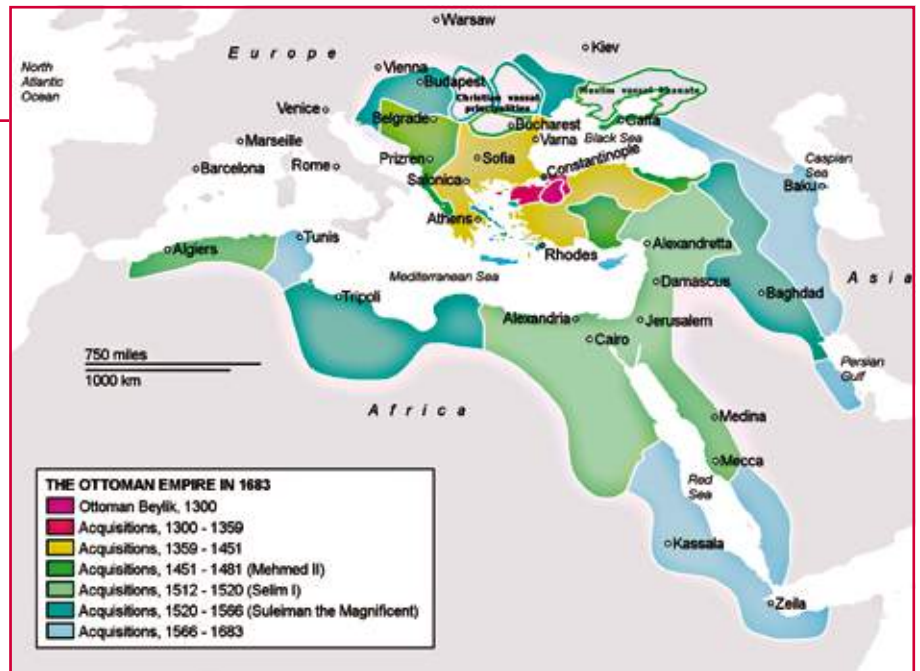 Warsaw
Kiev
Europe
North
Atlantic
Ocean
Vienna
Budapest
Christian vassal
principalities
Muslim vassal khanate
Venice
Belgrade
Bucharest
Caffa
Black Sea
Varna
Marseille
Prizren
Sofia
Constantinople
Caspian
Sea
Barcelona
Rome
Salonica
Baku
Athens
Algiers
Tunis
Rhodes
Alexandretta
Asia
Mediterranean Sea
Damascus
Baghdad
Tripoli
Alexandria
Jerusalem
Cairo
750 miles
1000 km
Persian
Gulf
Africa
Medina
Mecca
Red
Sea
Kassala
Zeila
THE OTTOMAN EMPIRE IN 1683
Ottoman Beylik, 1300
Acquisitions, 1300 - 1359
Acquisitions, 1359 - 1451
Acquisitions, 1451 - 1481 (Mehmed II)
Acquisitions, 1512 - 1520 (Selim I)
Acquisitions, 1520 - 1566 (Suleiman the Magnificent)
Acquisitions, 1566 - 1683